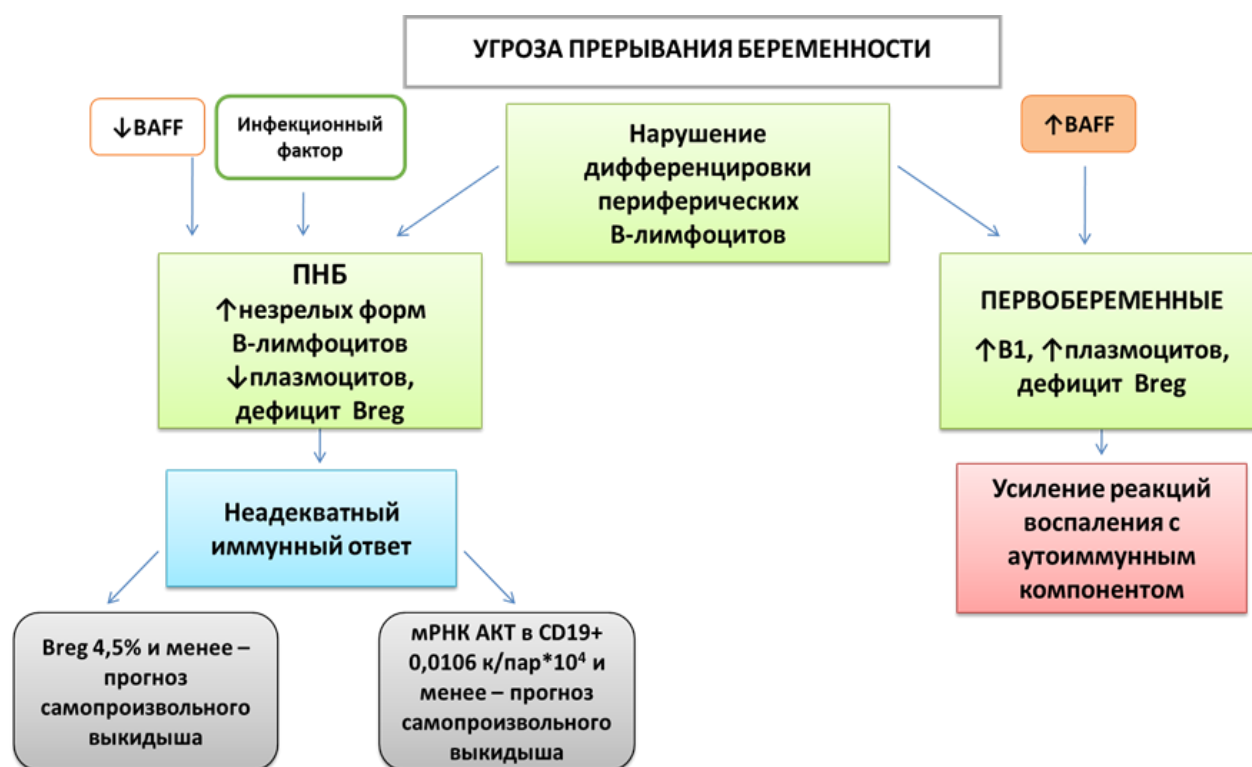 УГРОЗА ПРЕРЫВАНИЯ БЕРЕМЕННОСТИ
↓BAFF
Инфекционный
фактор
Нарушение
дифференцировки
периферических
В-лимфоцитов
↑BAFF
ПНБ
↑незрелых форм
В-лимфоцитов
↓плазмоцитов,
дефицит Breg
ПЕРВОБЕРЕМЕННЫЕ
↑В1, ↑плазмоцитов,
дефицит Breg
Неадекватный
иммунный ответ
Усиление реакций
воспаления с
аутоиммунным
компонентом
Breg 4,5% и менее –
прогноз
самопроизвольного
выкидыша
мРНК АКТ в CD19+
0,0106 к/пар*10⁴ и
менее – прогноз
самопроизвольного
выкидыша